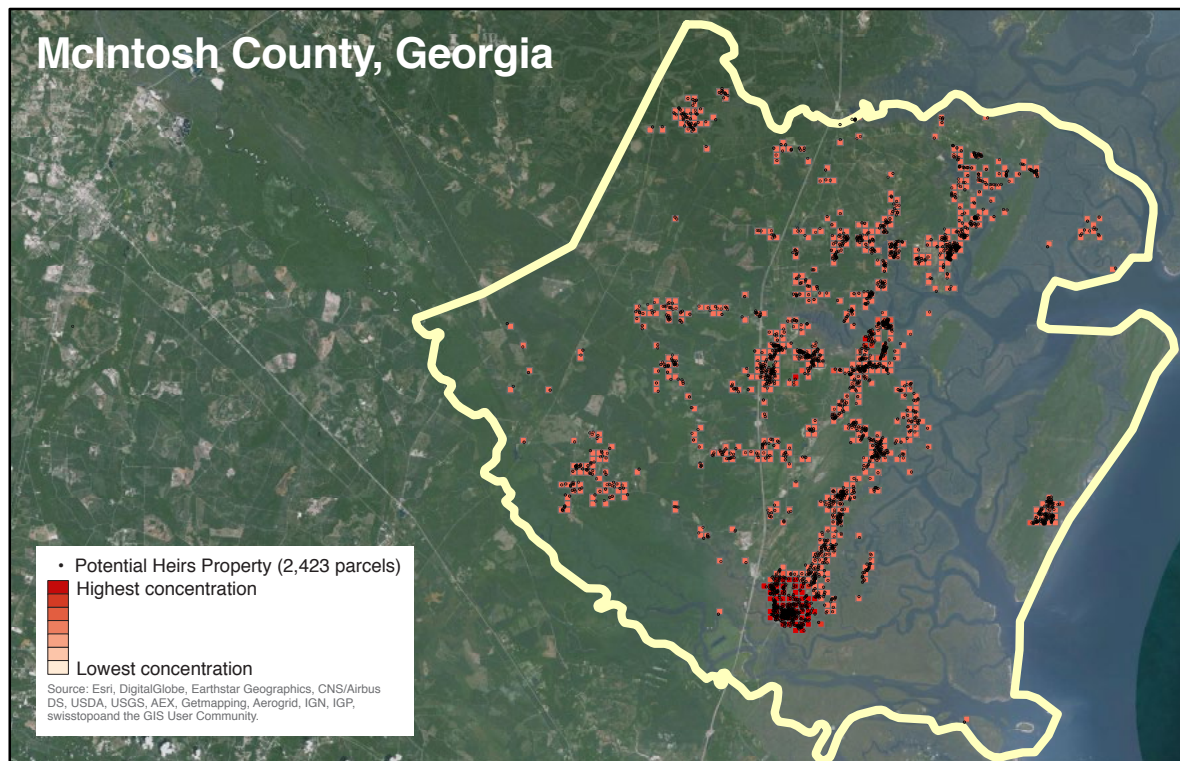 McIntosh County, Georgia
• Potential Heirs Property (2,423 parcels)
Highest concentration
Lowest concentration
Source: Esri, DigitalGlobe, Earthstar Geographics, CNS/Airbus
DS, USDA, USGS, AEX, Getmapping, Aerogrid, IGN, IGP,
swisstopoand the GIS User Community.